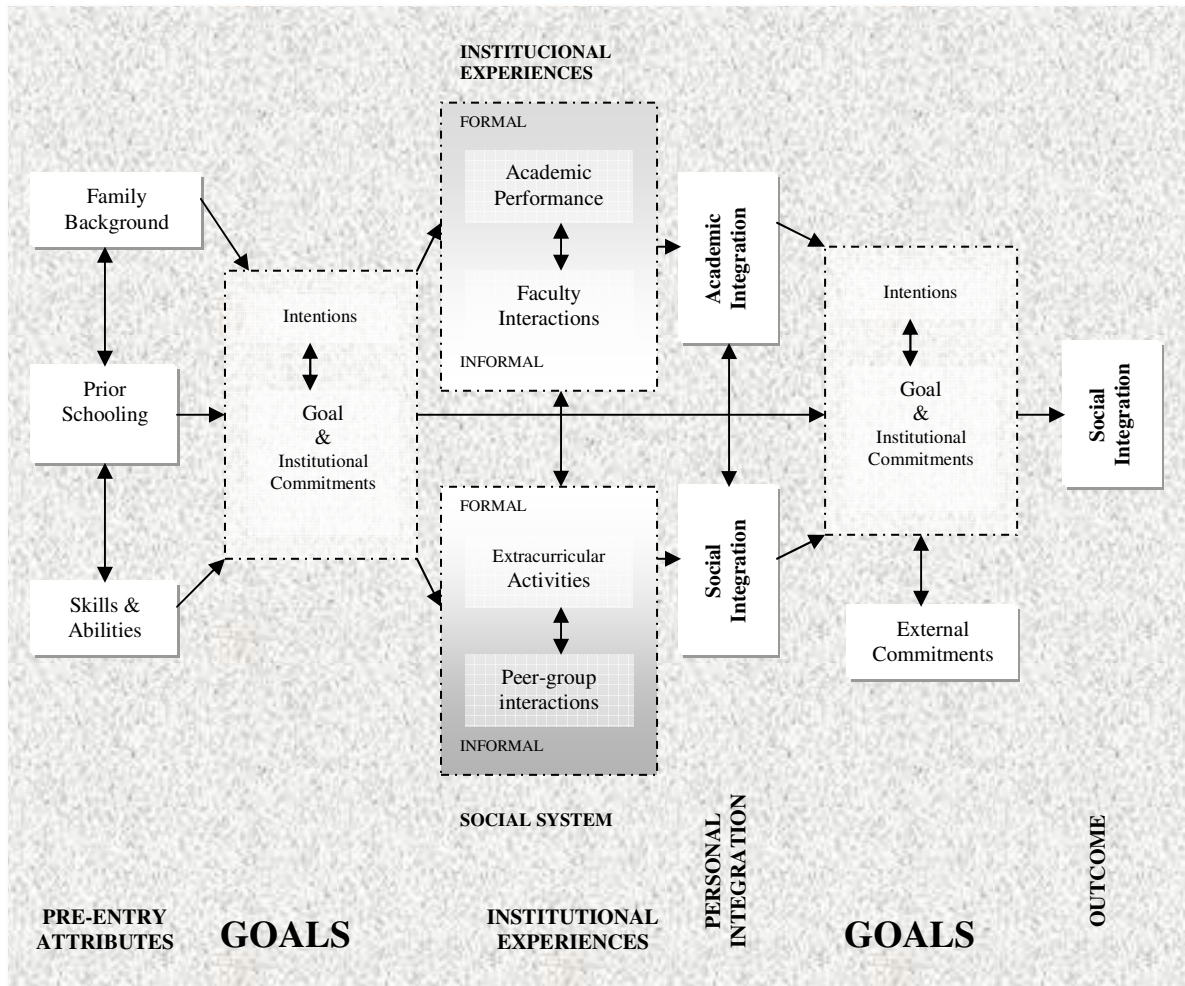 INSTITUCIONAL
EXPERIENCES
FORMAL
Academic
Performance
Faculty
Interactions
INFORMAL
Family
Background
Prior
Schooling
Skills &
Abilities
Intentions
Goal
&
Institutional
Commitments
FORMAL
Extracurricular
Activities
Peer-group
interactions
INFORMAL
SOCIAL SYSTEM
Academic
Integration
Social
Integration
Intentions
Goal
&
Institutional
Commitments
External
Commitments
Social
Integration
PRE-ENTRY
ATTRIBUTES
GOALS
INSTITUTIONAL
EXPERIENCES
PERSONAL
INTEGRATION
GOALS
OUTCOME